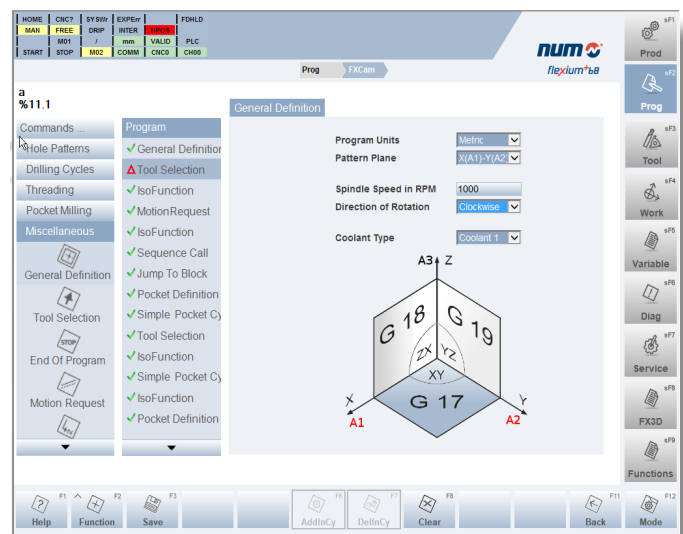 HOME CNC? SYSWr EXPErr FDHLD
MAN FREE DRIP INTER NPOS
M01 / mm VALID PLC
START STOP M02 COMM CNC0 CH00
num
flexium+68
Prog FXCam
a
%11.1
General Definition
Commands ...
Hole Patterns
Drilling Cycles
Threading
Pocket Milling
Miscellaneous
General Definition
Tool Selection
End Of Program
STOP
Motion Request
Program
General Definition
Tool Selection
IsoFunction
MotionRequest
IsoFunction
Sequence Call
Jump To Block
Pocket Definition
Simple Pocket Cy
Tool Selection
IsoFunction
Simple Pocket Cy
IsoFunction
Pocket Definition
Program Units Metric
Pattern Plane X(A1)-Y(A2
Spindle Speed in RPM 1000
Direction of Rotation Clockwise
Coolant Type Coolant 1
A3 Z
G 18 G 19
ZX YZ
XY
G 17
X Y
A1 A2
sF1
Prod
sF2
Prog
sF3
Tool
sF4
Work
sF5
Variable
sF6
Diag
sF7
Service
sF8
FX3D
sF9
Functions
F1 F2 F3 F6 F7 F8 F11 F12
Help Function Save AddInCy DelInCy Clear Back Mode